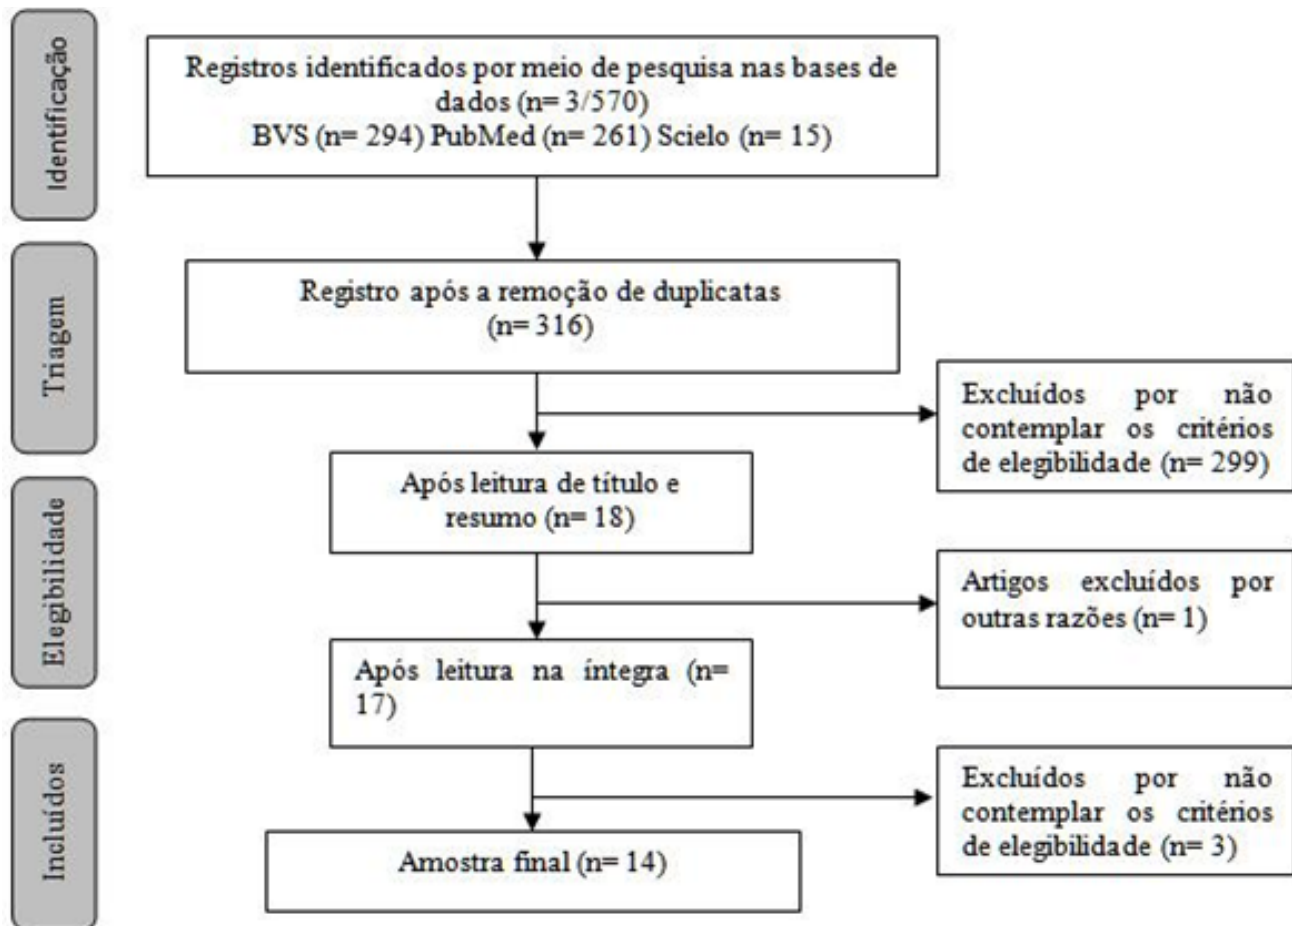 Identificação
Registros identificados por meio de pesquisa nas bases de
dados (n= 3/570)
BVS (n= 294) PubMed (n= 261) Scielo (n= 15)
Triagem
Registro após a remoção de duplicatas
(n= 316)
Excluídos por não
contemplar os critérios
de elegibilidade (n= 299)
Após leitura de título e
resumo (n= 18)
Elegibilidade
Artigos excluídos por
outras razões (n= 1)
Após leitura na íntegra (n=
17)
Incluídos
Excluídos por não
contemplar os critérios
de elegibilidade (n= 3)
Amostra final (n= 14)